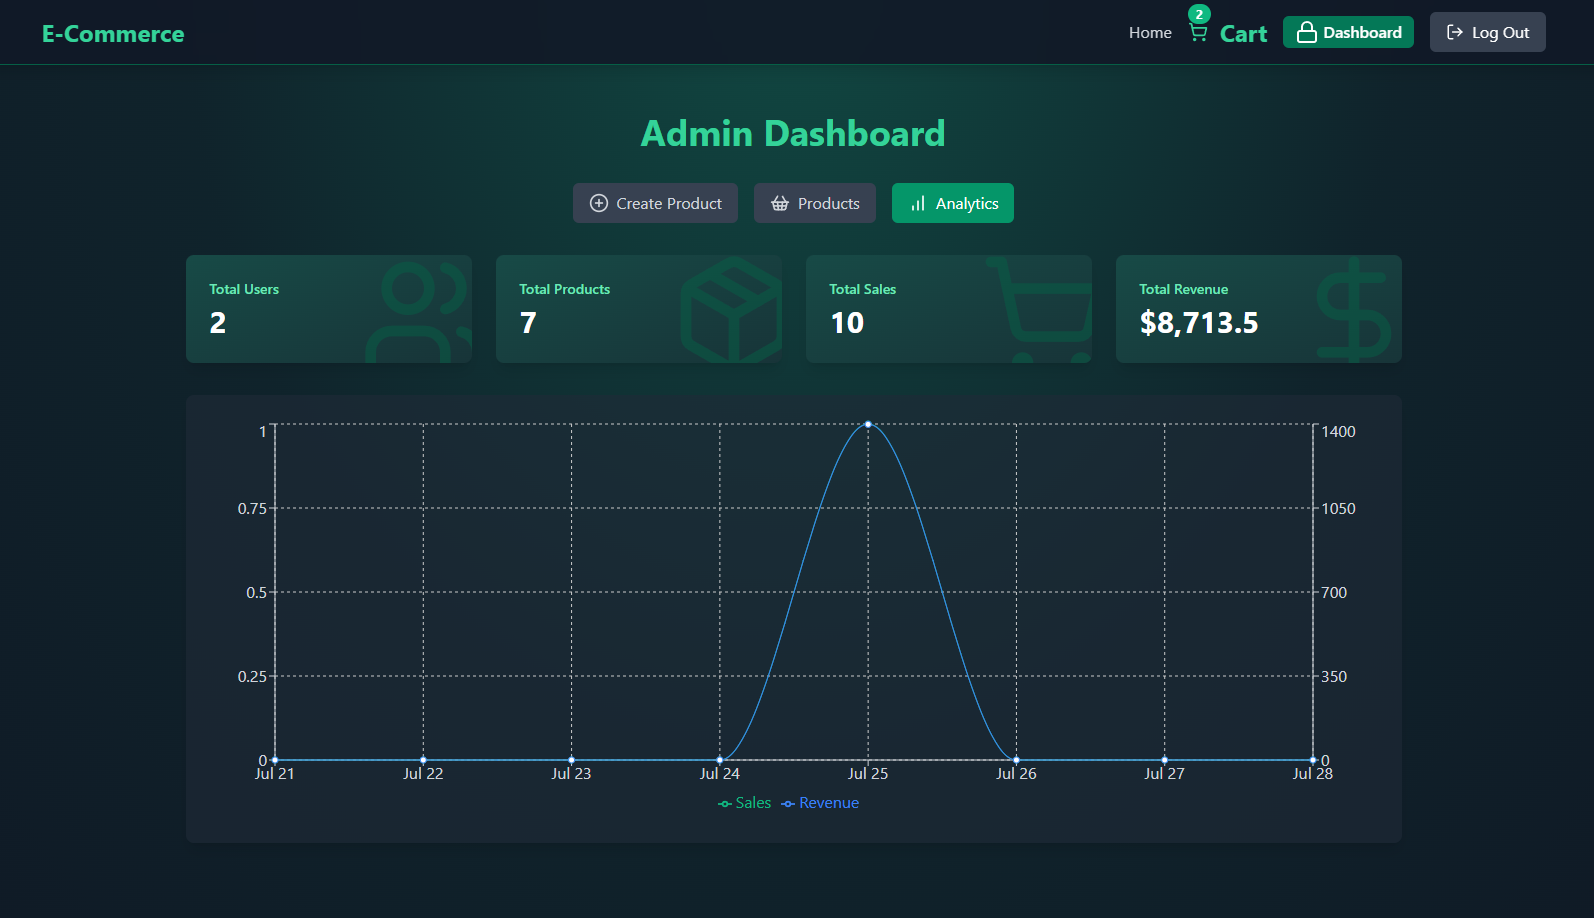 E-Commerce
Home
2
Cart
Dashboard
Log Out
Admin Dashboard
Create Product
Products
Analytics
Total Users
2
Total Products
7
Total Sales
10
Total Revenue
$8,713.5
1
0.75
0.5
0.25
0
1400
1050
700
350
0
Jul 21
Jul 22
Jul 23
Jul 24
Jul 25
Jul 26
Jul 27
Jul 28
Sales
Revenue